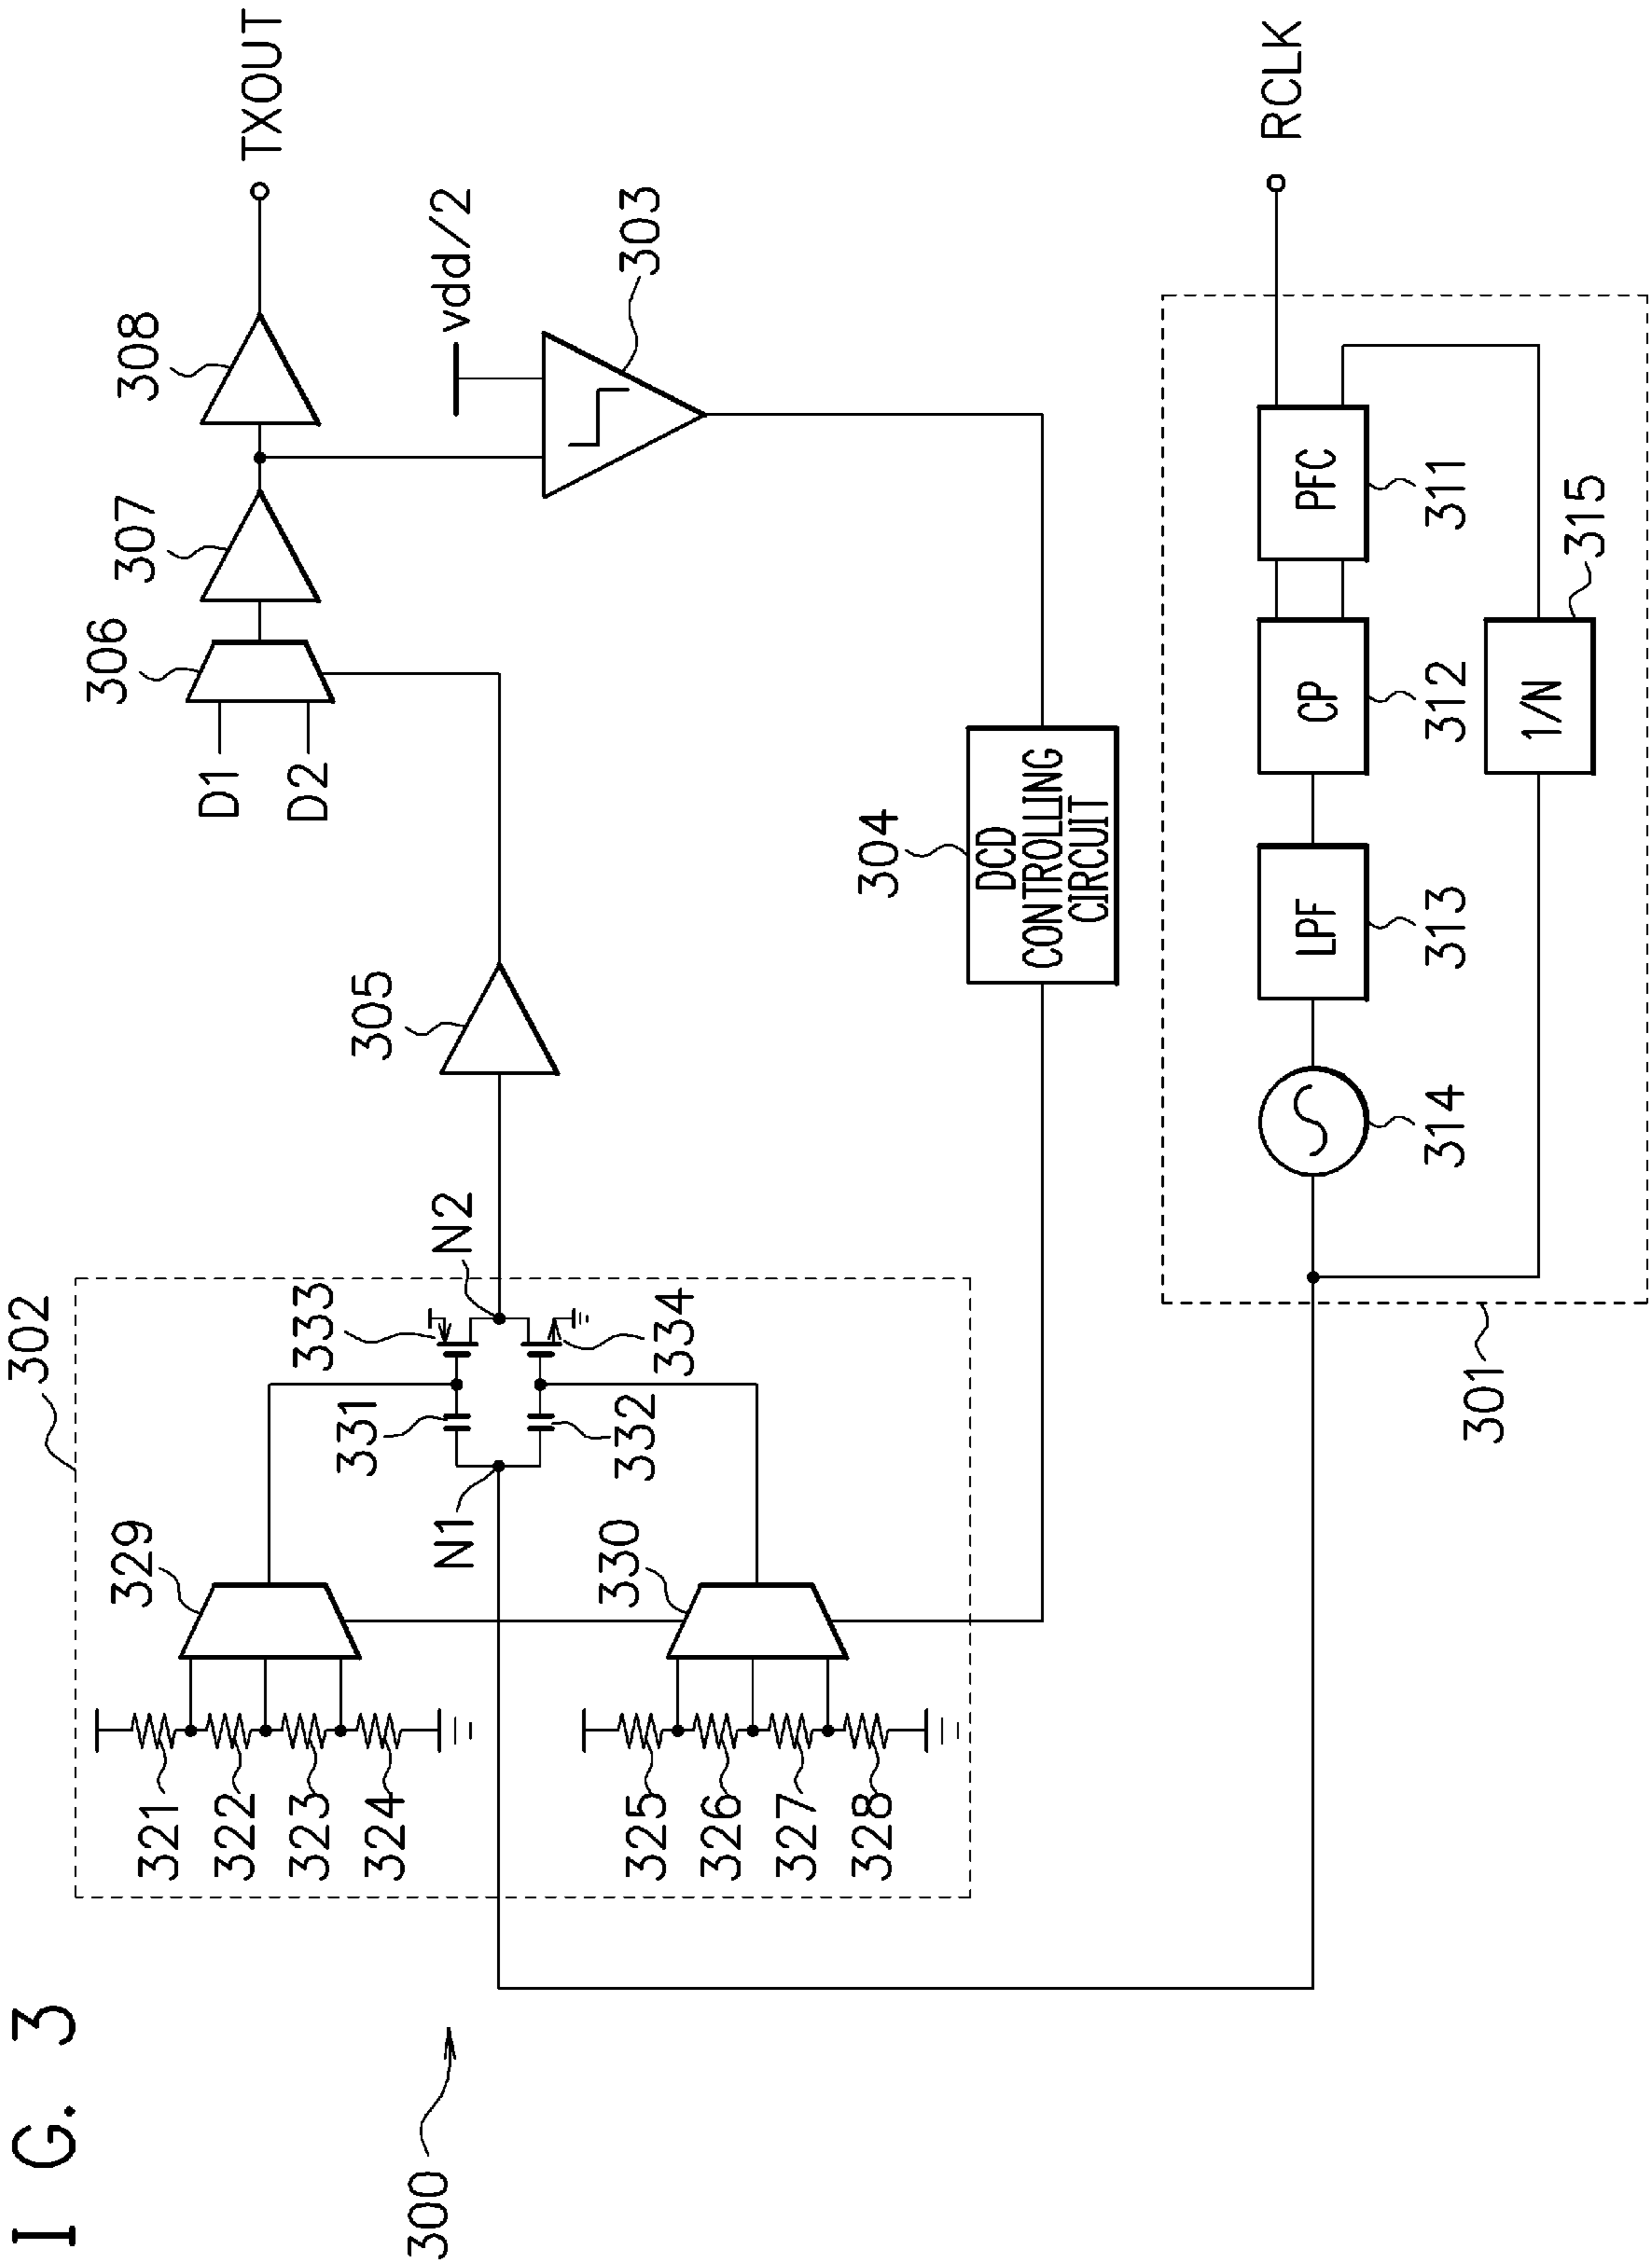 I G. 3
300
302
321
322
323
324
329
325
326
327
328
330
N1
331
332
333
334
N2
305
304
DCD
CONTROLLING
CIRCUIT
D1
D2
306
307
308
TXOUT
vdd/2
303
301
314
LPF
313
CP
312
PFC
311
1/N
315
RCLK